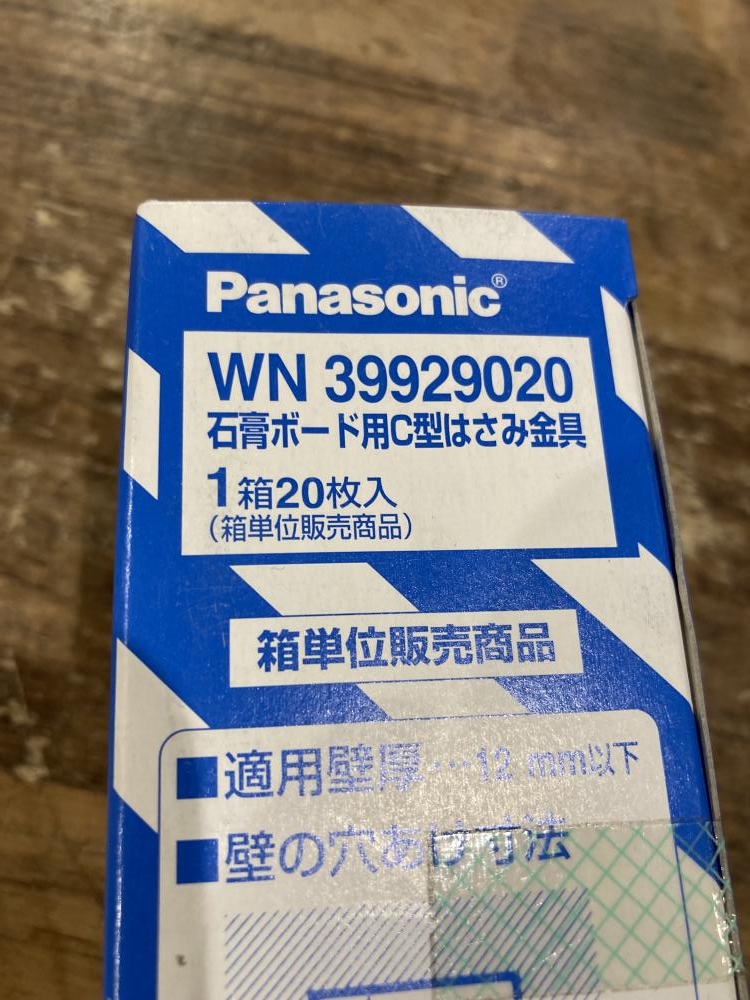 Panasonic®
WN 39929020
石膏ボード用C型はさみ金具
1箱20枚入
(箱単位販売商品)
箱単位販売商品
■適用壁厚…12 mm以下
■壁の穴あけ寸法